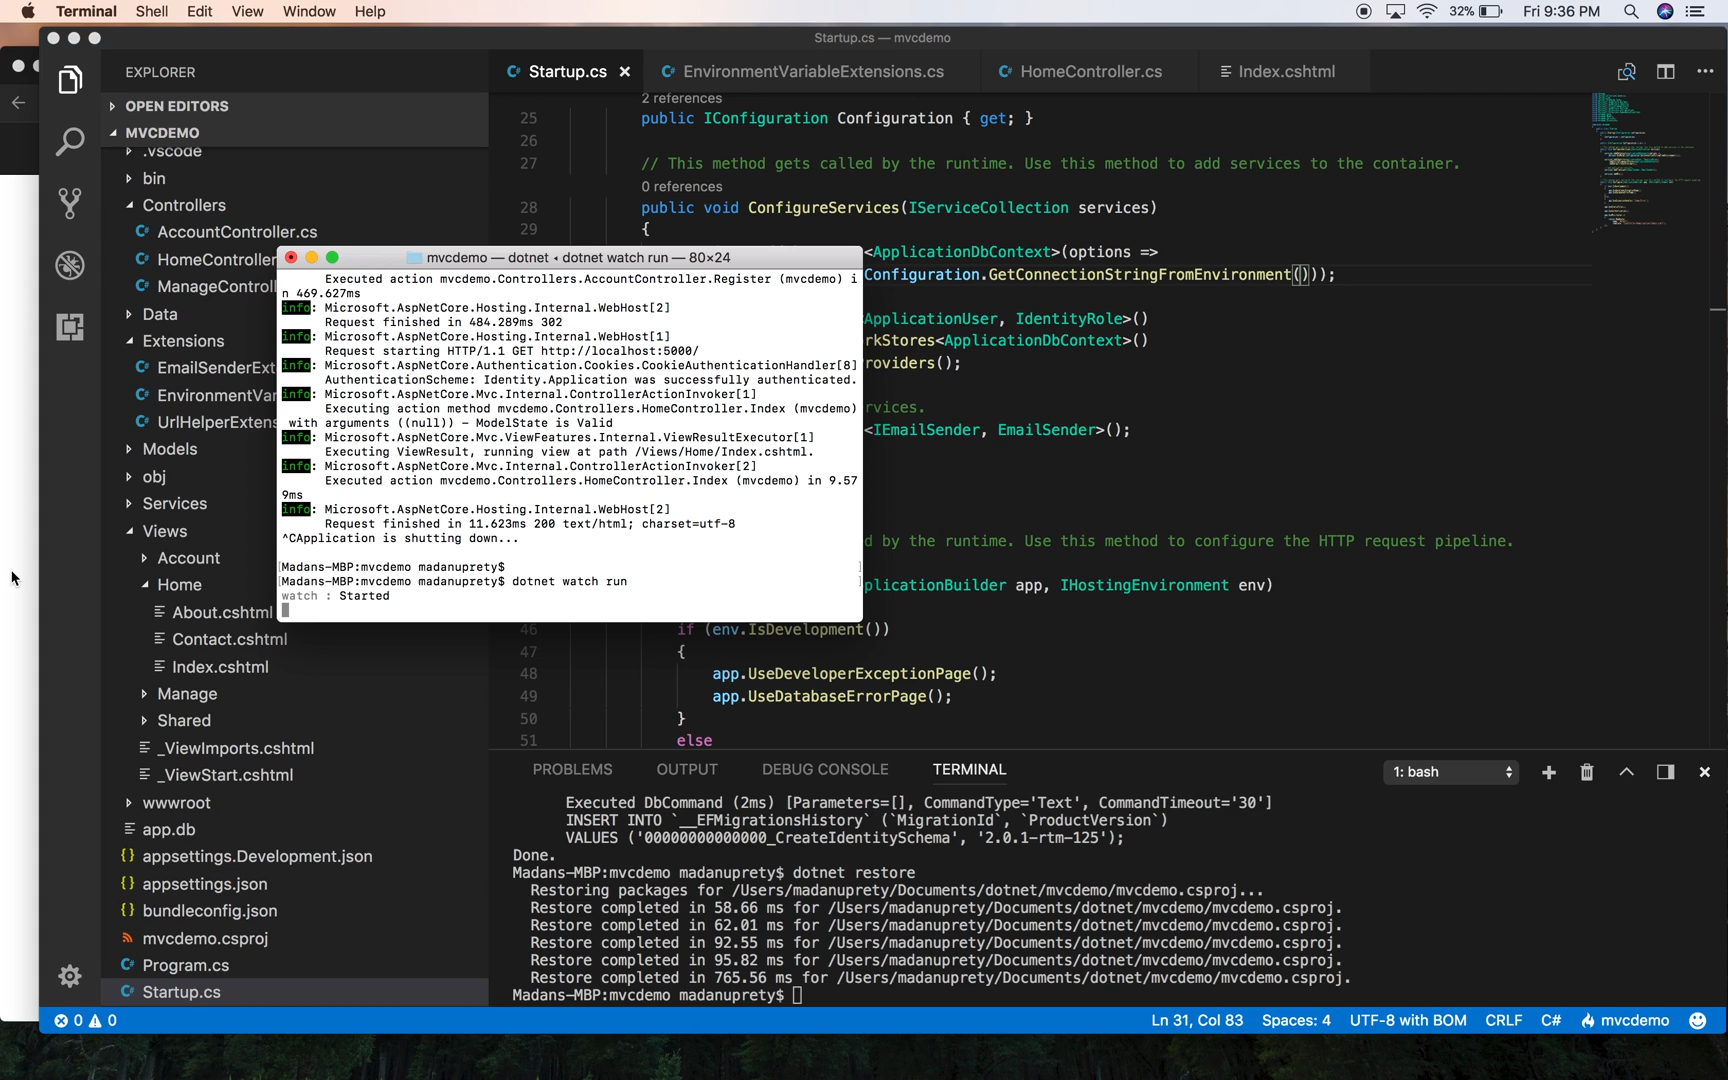 Terminal Shell Edit View Window Help 32% Fri 9:36 PM
Startup.cs — mvcdemo
EXPLORER
OPEN EDITORS
MVCDEMO
.vscode
bin
Controllers
AccountController.cs
HomeController
ManageControl
Data
Extensions
EmailSenderExt
EnvironmentVar
UrlHelperExtens
Models
obj
Services
Views
Account
Home
About.cshtml
Contact.cshtml
Index.cshtml
Manage
Shared
_ViewImports.cshtml
_ViewStart.cshtml
wwwroot
app.db
appsettings.Development.json
appsettings.json
bundleconfig.json
mvcdemo.csproj
Program.cs
Startup.cs
Startup.cs EnvironmentVariableExtensions.cs HomeController.cs Index.cshtml
2 references
25 public IConfiguration Configuration { get; }
26
27 // This method gets called by the runtime. Use this method to add services to the container.
0 references
28 public void ConfigureServices(IServiceCollection services)
29 {
<ApplicationDbContext>(options =>
Configuration.GetConnectionStringFromEnvironment()));
ApplicationUser, IdentityRole>()
rkStores<ApplicationDbContext>()
roviders();
rvices.
<IEmailSender, EmailSender>();
d by the runtime. Use this method to configure the HTTP request pipeline.
plicationBuilder app, IHostingEnvironment env)
46 if (env.IsDevelopment())
47 {
48 app.UseDeveloperExceptionPage();
49 app.UseDatabaseErrorPage();
50 }
51 else
mvcdemo — dotnet ◂ dotnet watch run — 80×24
Executed action mvcdemo.Controllers.AccountController.Register (mvcdemo) i
n 469.627ms
info: Microsoft.AspNetCore.Hosting.Internal.WebHost[2]
Request finished in 484.289ms 302
info: Microsoft.AspNetCore.Hosting.Internal.WebHost[1]
Request starting HTTP/1.1 GET http://localhost:5000/
info: Microsoft.AspNetCore.Authentication.Cookies.CookieAuthenticationHandler[8]
AuthenticationScheme: Identity.Application was successfully authenticated.
info: Microsoft.AspNetCore.Mvc.Internal.ControllerActionInvoker[1]
Executing action method mvcdemo.Controllers.HomeController.Index (mvcdemo)
with arguments ((null)) - ModelState is Valid
info: Microsoft.AspNetCore.Mvc.ViewFeatures.Internal.ViewResultExecutor[1]
Executing ViewResult, running view at path /Views/Home/Index.cshtml.
info: Microsoft.AspNetCore.Mvc.Internal.ControllerActionInvoker[2]
Executed action mvcdemo.Controllers.HomeController.Index (mvcdemo) in 9.57
9ms
info: Microsoft.AspNetCore.Hosting.Internal.WebHost[2]
Request finished in 11.623ms 200 text/html; charset=utf-8
^CApplication is shutting down...
[Madans-MBP:mvcdemo madanuprety$ ]
[Madans-MBP:mvcdemo madanuprety$ dotnet watch run ]
watch : Started
PROBLEMS OUTPUT DEBUG CONSOLE TERMINAL 1: bash
Executed DbCommand (2ms) [Parameters=[], CommandType='Text', CommandTimeout='30']
INSERT INTO `__EFMigrationsHistory` (`MigrationId`, `ProductVersion`)
VALUES ('00000000000000_CreateIdentitySchema', '2.0.1-rtm-125');
Done.
Madans-MBP:mvcdemo madanuprety$ dotnet restore
Restoring packages for /Users/madanuprety/Documents/dotnet/mvcdemo/mvcdemo.csproj...
Restore completed in 58.66 ms for /Users/madanuprety/Documents/dotnet/mvcdemo/mvcdemo.csproj.
Restore completed in 62.01 ms for /Users/madanuprety/Documents/dotnet/mvcdemo/mvcdemo.csproj.
Restore completed in 92.55 ms for /Users/madanuprety/Documents/dotnet/mvcdemo/mvcdemo.csproj.
Restore completed in 95.82 ms for /Users/madanuprety/Documents/dotnet/mvcdemo/mvcdemo.csproj.
Restore completed in 765.56 ms for /Users/madanuprety/Documents/dotnet/mvcdemo/mvcdemo.csproj.
Madans-MBP:mvcdemo madanuprety$
0 0 Ln 31, Col 83 Spaces: 4 UTF-8 with BOM CRLF C# mvcdemo